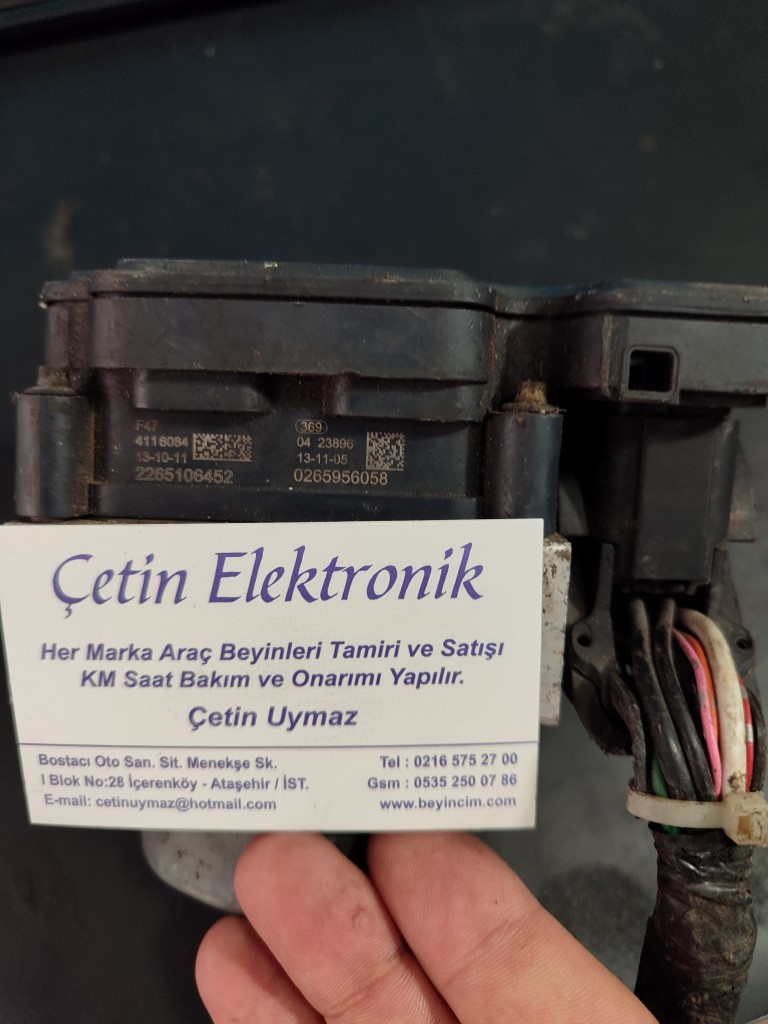 F47
4116084
13-10-11
2265106452
369
04 23896
13-11-05
0265956058
Çetin Elektronik
Her Marka Araç Beyinleri Tamiri ve Satışı
KM Saat Bakım ve Onarımı Yapılır.
Çetin Uymaz
Bostacı Oto San. Sit. Menekşe Sk.
I Blok No:28 İçerenköy - Ataşehir / İST.
E-mail: cetinuymaz@hotmail.com
Tel : 0216 575 27 00
Gsm : 0535 250 07 86
www.beyincim.com